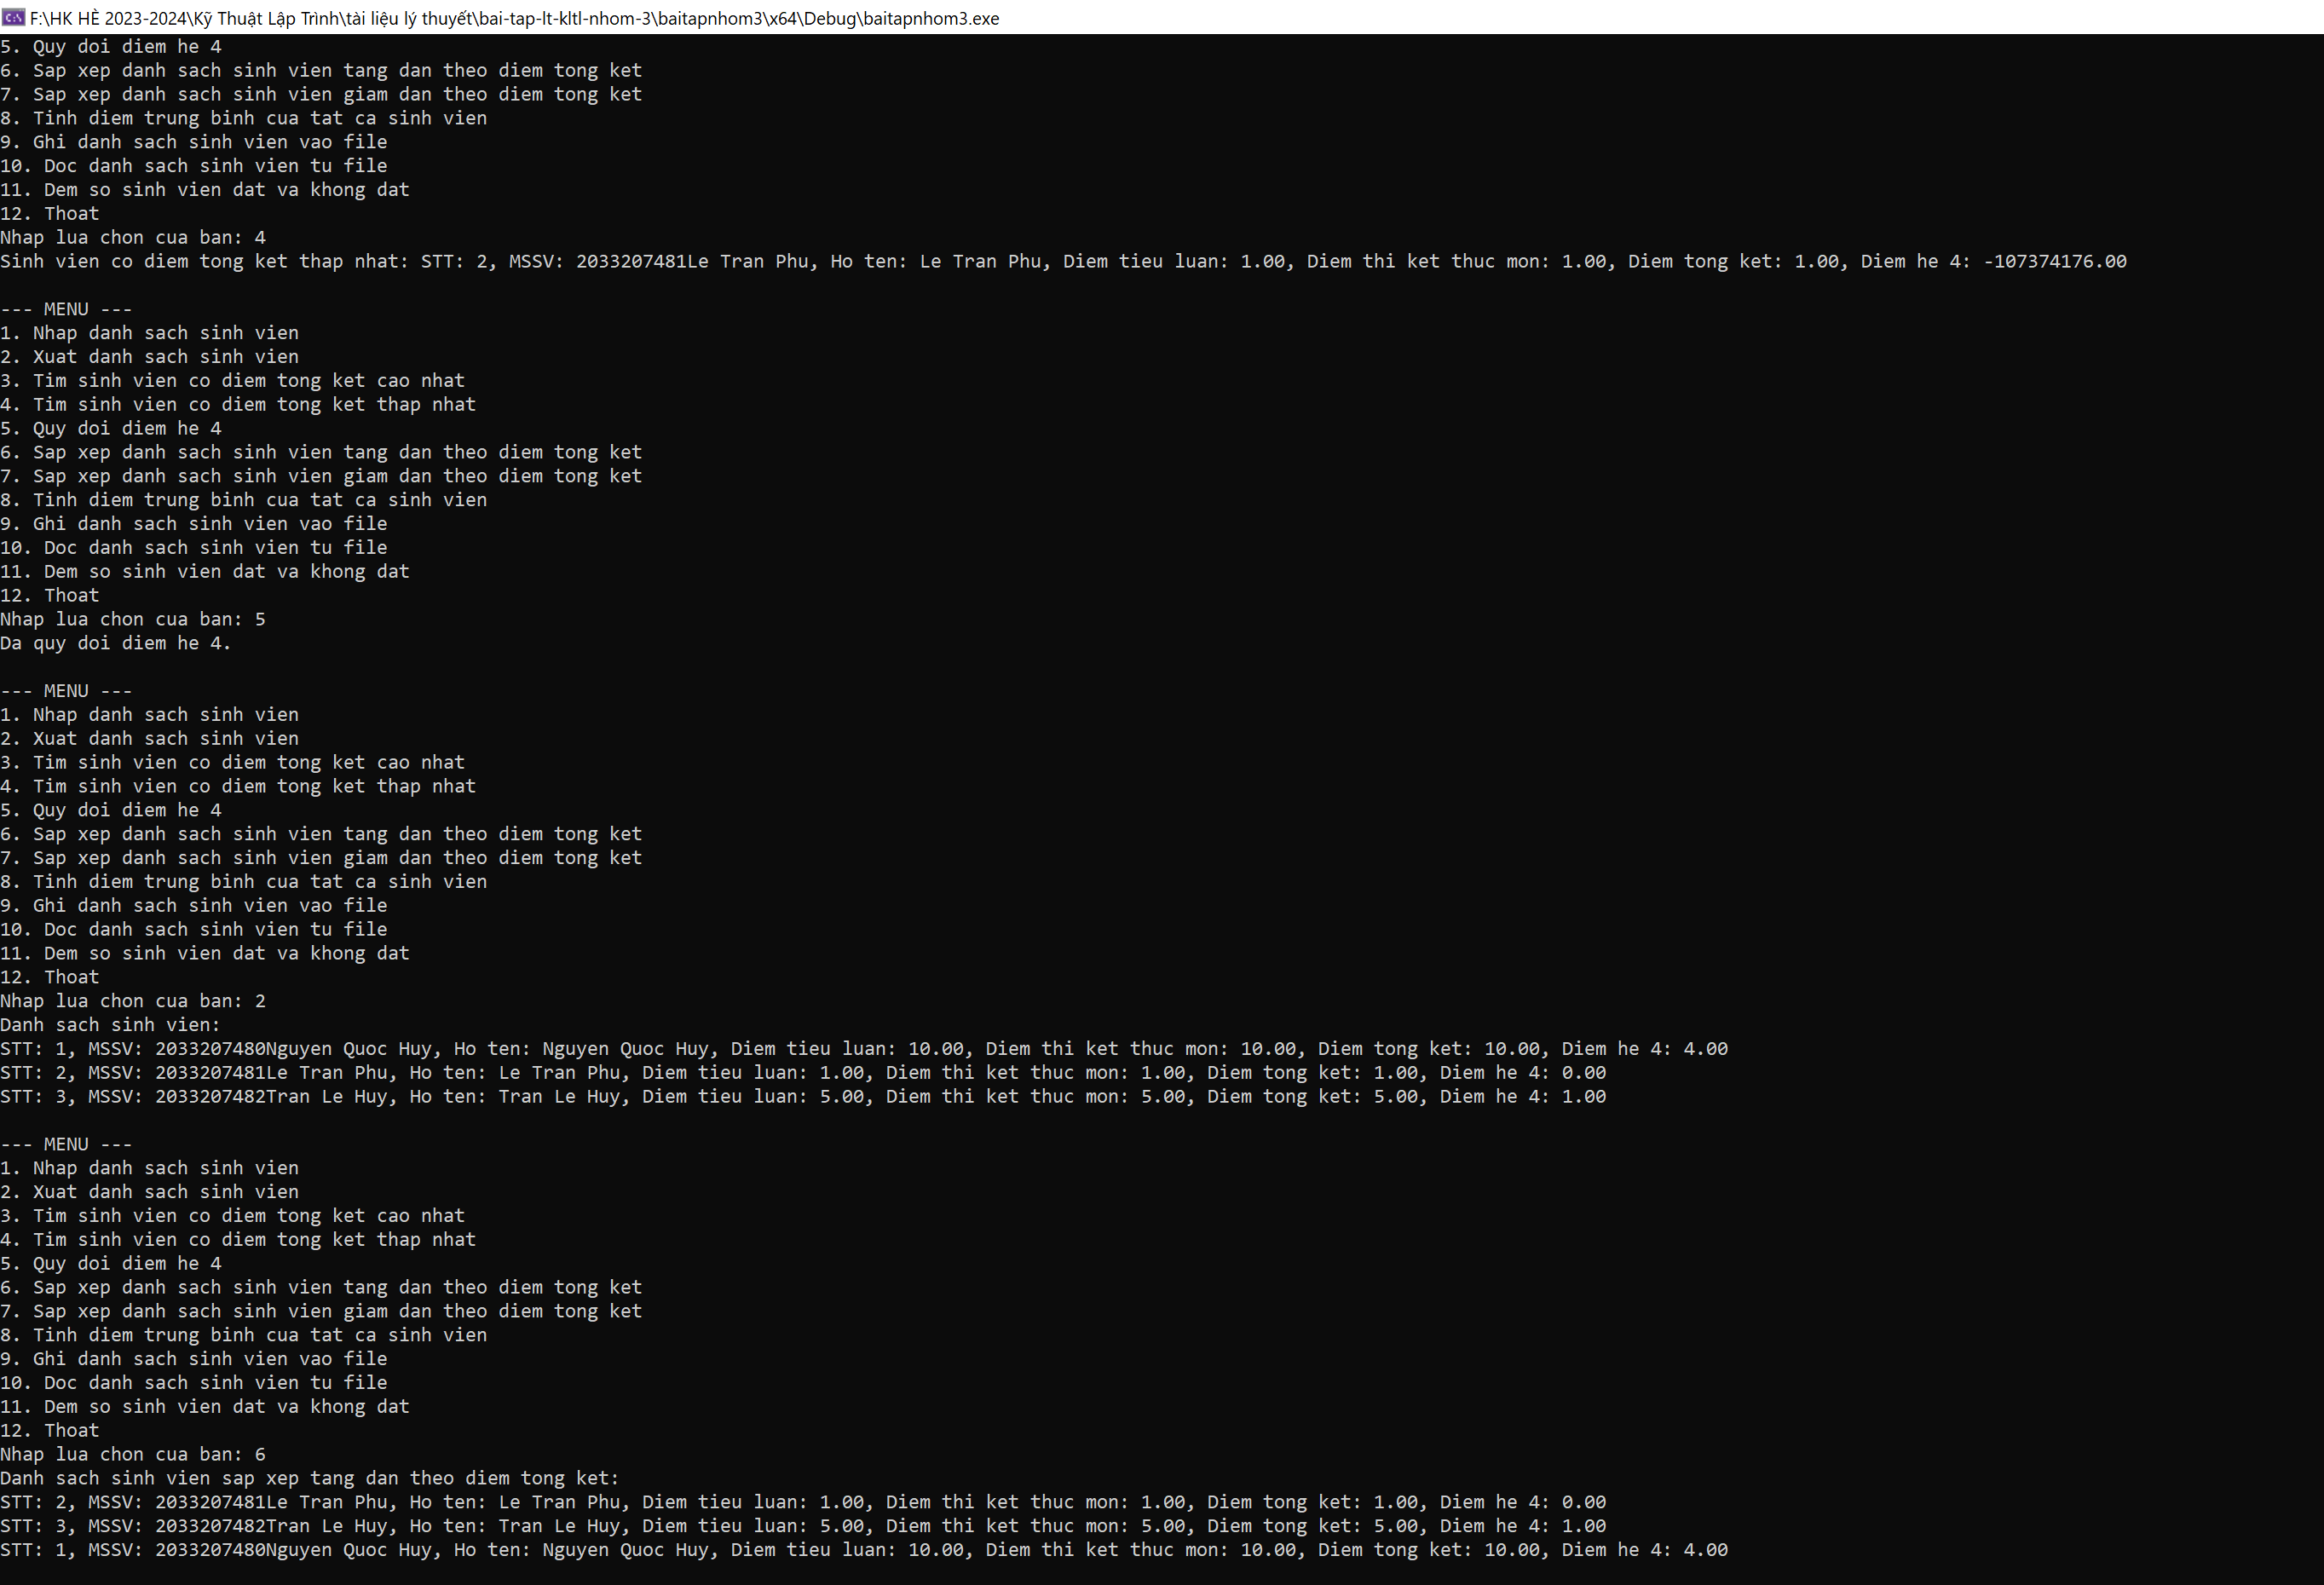 F:\HK HÈ 2023-2024\Kỹ Thuật Lập Trình\tài liệu lý thuyết\bai-tap-lt-kltl-nhom-3\baitapnhom3\x64\Debug\baitapnhom3.exe
5. Quy doi diem he 4
6. Sap xep danh sach sinh vien tang dan theo diem tong ket
7. Sap xep danh sach sinh vien giam dan theo diem tong ket
8. Tinh diem trung binh cua tat ca sinh vien
9. Ghi danh sach sinh vien vao file
10. Doc danh sach sinh vien tu file
11. Dem so sinh vien dat va khong dat
12. Thoat
Nhap lua chon cua ban: 4
Sinh vien co diem tong ket thap nhat: STT: 2, MSSV: 2033207481Le Tran Phu, Ho ten: Le Tran Phu, Diem tieu luan: 1.00, Diem thi ket thuc mon: 1.00, Diem tong ket: 1.00, Diem he 4: -107374176.00
--- MENU ---
1. Nhap danh sach sinh vien
2. Xuat danh sach sinh vien
3. Tim sinh vien co diem tong ket cao nhat
4. Tim sinh vien co diem tong ket thap nhat
5. Quy doi diem he 4
6. Sap xep danh sach sinh vien tang dan theo diem tong ket
7. Sap xep danh sach sinh vien giam dan theo diem tong ket
8. Tinh diem trung binh cua tat ca sinh vien
9. Ghi danh sach sinh vien vao file
10. Doc danh sach sinh vien tu file
11. Dem so sinh vien dat va khong dat
12. Thoat
Nhap lua chon cua ban: 5
Da quy doi diem he 4.
--- MENU ---
1. Nhap danh sach sinh vien
2. Xuat danh sach sinh vien
3. Tim sinh vien co diem tong ket cao nhat
4. Tim sinh vien co diem tong ket thap nhat
5. Quy doi diem he 4
6. Sap xep danh sach sinh vien tang dan theo diem tong ket
7. Sap xep danh sach sinh vien giam dan theo diem tong ket
8. Tinh diem trung binh cua tat ca sinh vien
9. Ghi danh sach sinh vien vao file
10. Doc danh sach sinh vien tu file
11. Dem so sinh vien dat va khong dat
12. Thoat
Nhap lua chon cua ban: 2
Danh sach sinh vien:
STT: 1, MSSV: 2033207480Nguyen Quoc Huy, Ho ten: Nguyen Quoc Huy, Diem tieu luan: 10.00, Diem thi ket thuc mon: 10.00, Diem tong ket: 10.00, Diem he 4: 4.00
STT: 2, MSSV: 2033207481Le Tran Phu, Ho ten: Le Tran Phu, Diem tieu luan: 1.00, Diem thi ket thuc mon: 1.00, Diem tong ket: 1.00, Diem he 4: 0.00
STT: 3, MSSV: 2033207482Tran Le Huy, Ho ten: Tran Le Huy, Diem tieu luan: 5.00, Diem thi ket thuc mon: 5.00, Diem tong ket: 5.00, Diem he 4: 1.00
--- MENU ---
1. Nhap danh sach sinh vien
2. Xuat danh sach sinh vien
3. Tim sinh vien co diem tong ket cao nhat
4. Tim sinh vien co diem tong ket thap nhat
5. Quy doi diem he 4
6. Sap xep danh sach sinh vien tang dan theo diem tong ket
7. Sap xep danh sach sinh vien giam dan theo diem tong ket
8. Tinh diem trung binh cua tat ca sinh vien
9. Ghi danh sach sinh vien vao file
10. Doc danh sach sinh vien tu file
11. Dem so sinh vien dat va khong dat
12. Thoat
Nhap lua chon cua ban: 6
Danh sach sinh vien sap xep tang dan theo diem tong ket:
STT: 2, MSSV: 2033207481Le Tran Phu, Ho ten: Le Tran Phu, Diem tieu luan: 1.00, Diem thi ket thuc mon: 1.00, Diem tong ket: 1.00, Diem he 4: 0.00
STT: 3, MSSV: 2033207482Tran Le Huy, Ho ten: Tran Le Huy, Diem tieu luan: 5.00, Diem thi ket thuc mon: 5.00, Diem tong ket: 5.00, Diem he 4: 1.00
STT: 1, MSSV: 2033207480Nguyen Quoc Huy, Ho ten: Nguyen Quoc Huy, Diem tieu luan: 10.00, Diem thi ket thuc mon: 10.00, Diem tong ket: 10.00, Diem he 4: 4.00